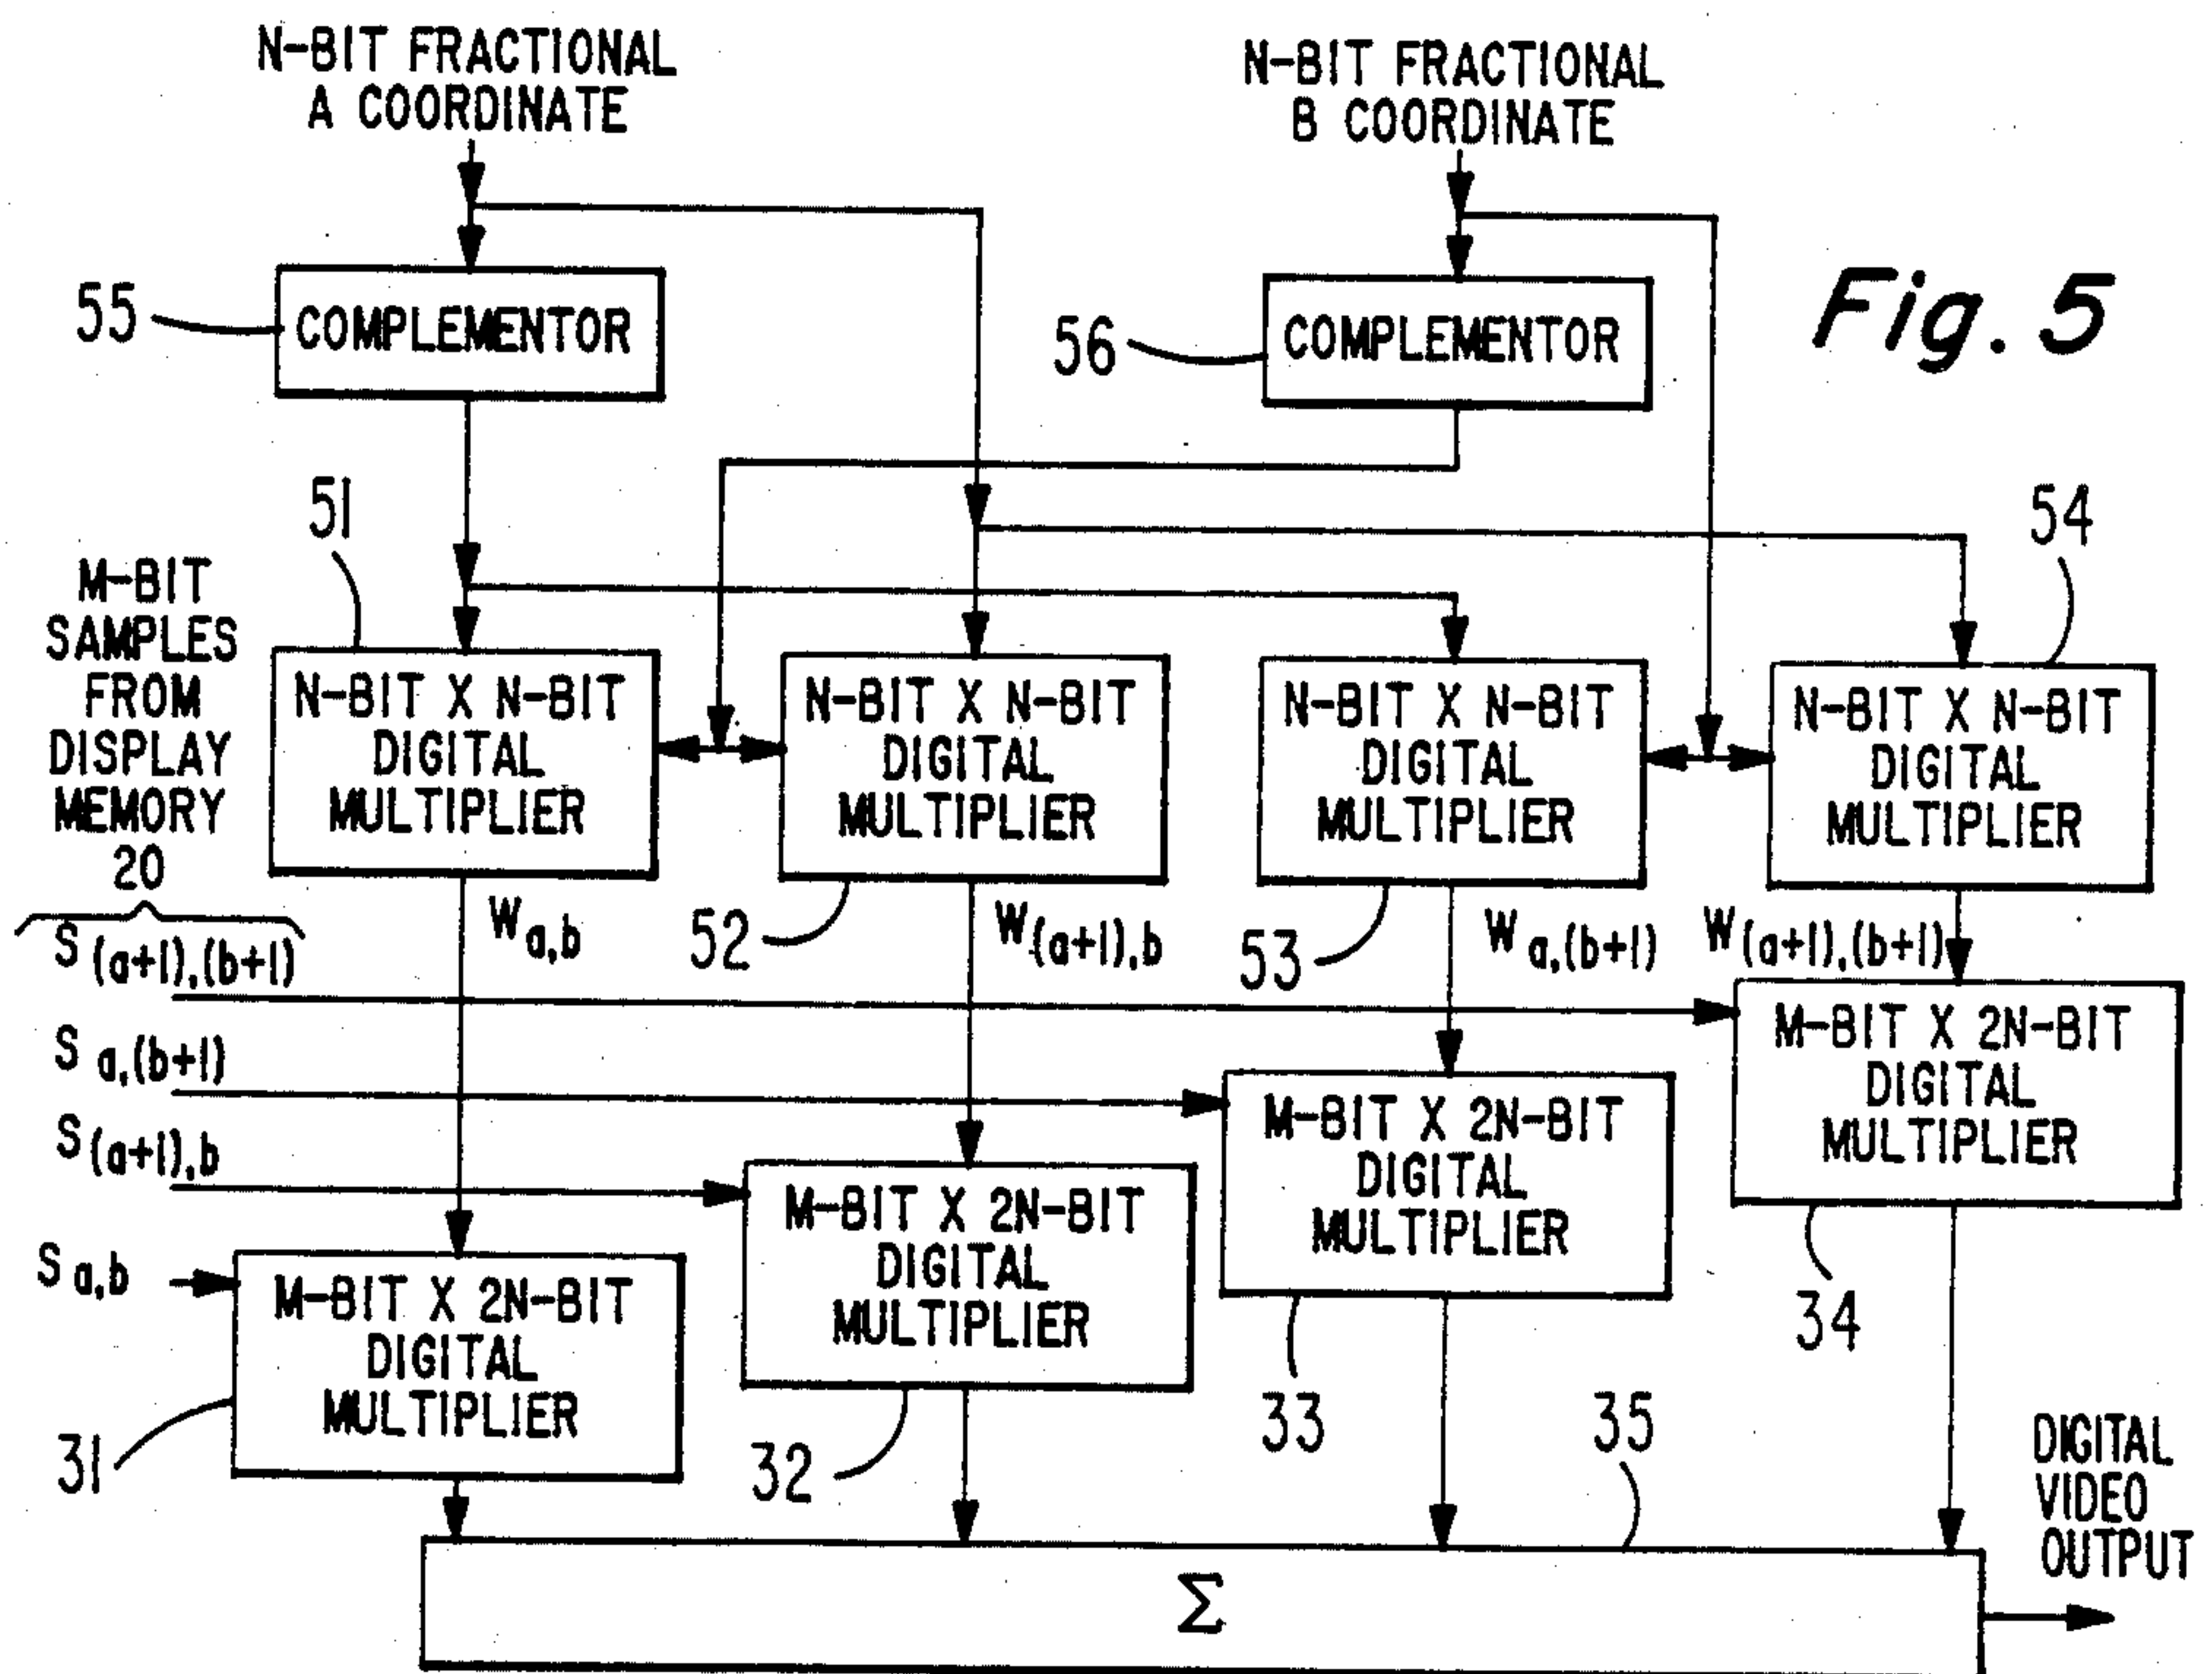 N-BIT FRACTIONAL
A COORDINATE
N-BIT FRACTIONAL
B COORDINATE
Fig. 5
55
COMPLEMENTOR
56
COMPLEMENTOR
51
54
M-BIT
SAMPLES
FROM
DISPLAY
MEMORY
20
N-BIT X N-BIT
DIGITAL
MULTIPLIER
N-BIT X N-BIT
DIGITAL
MULTIPLIER
N-BIT X N-BIT
DIGITAL
MULTIPLIER
N-BIT X N-BIT
DIGITAL
MULTIPLIER
W a,b
52
W (a+1),b
53
W a,(b+1)
W (a+1),(b+1)
S (a+1),(b+1)
S a,(b+1)
S (a+1),b
S a,b
M-BIT X 2N-BIT
DIGITAL
MULTIPLIER
34
M-BIT X 2N-BIT
DIGITAL
MULTIPLIER
33
M-BIT X 2N-BIT
DIGITAL
MULTIPLIER
32
M-BIT X 2N-BIT
DIGITAL
MULTIPLIER
31
35
Σ
DIGITAL
VIDEO
OUTPUT